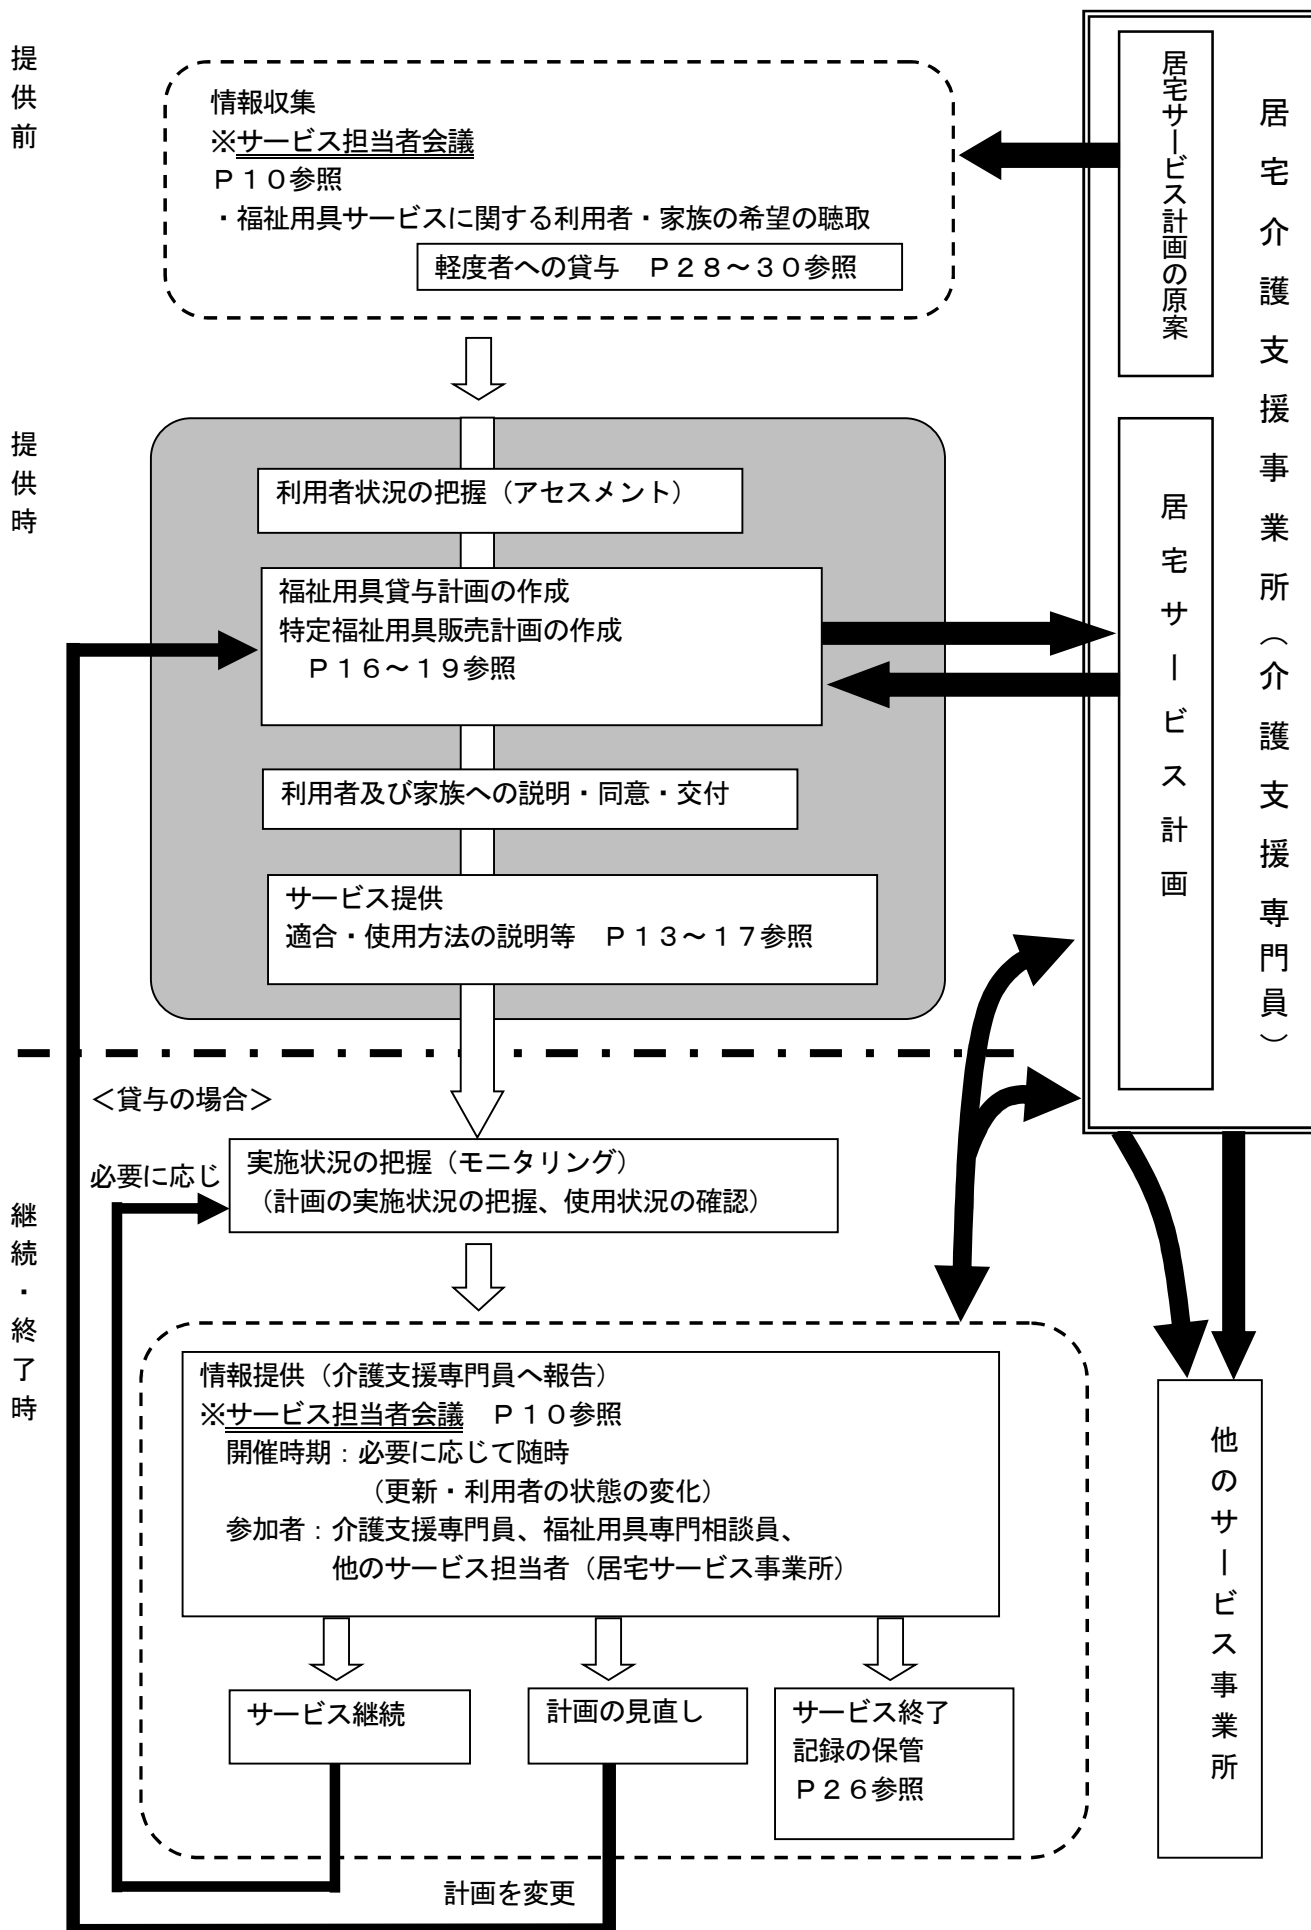 提供前
情報収集
※サービス担当者会議
Ｐ１０参照
・福祉用具サービスに関する利用者・家族の希望の聴取
軽度者への貸与　Ｐ２８～３０参照
居宅サービス計画の原案
居宅介護支援事業所（介護支援専門員）
提供時
利用者状況の把握（アセスメント）
福祉用具貸与計画の作成
特定福祉用具販売計画の作成
Ｐ１６～１９参照
居宅サービス計画
利用者及び家族への説明・同意・交付
サービス提供
適合・使用方法の説明等　Ｐ１３～１７参照
＜貸与の場合＞
必要に応じ
継続・終了時
実施状況の把握（モニタリング）
（計画の実施状況の把握、使用状況の確認）
情報提供（介護支援専門員へ報告）
※サービス担当者会議　Ｐ１０参照
開催時期：必要に応じて随時
（更新・利用者の状態の変化）
参加者：介護支援専門員、福祉用具専門相談員、
他のサービス担当者（居宅サービス事業所）
他のサービス事業所
サービス継続
計画の見直し
サービス終了
記録の保管
Ｐ２６参照
計画を変更